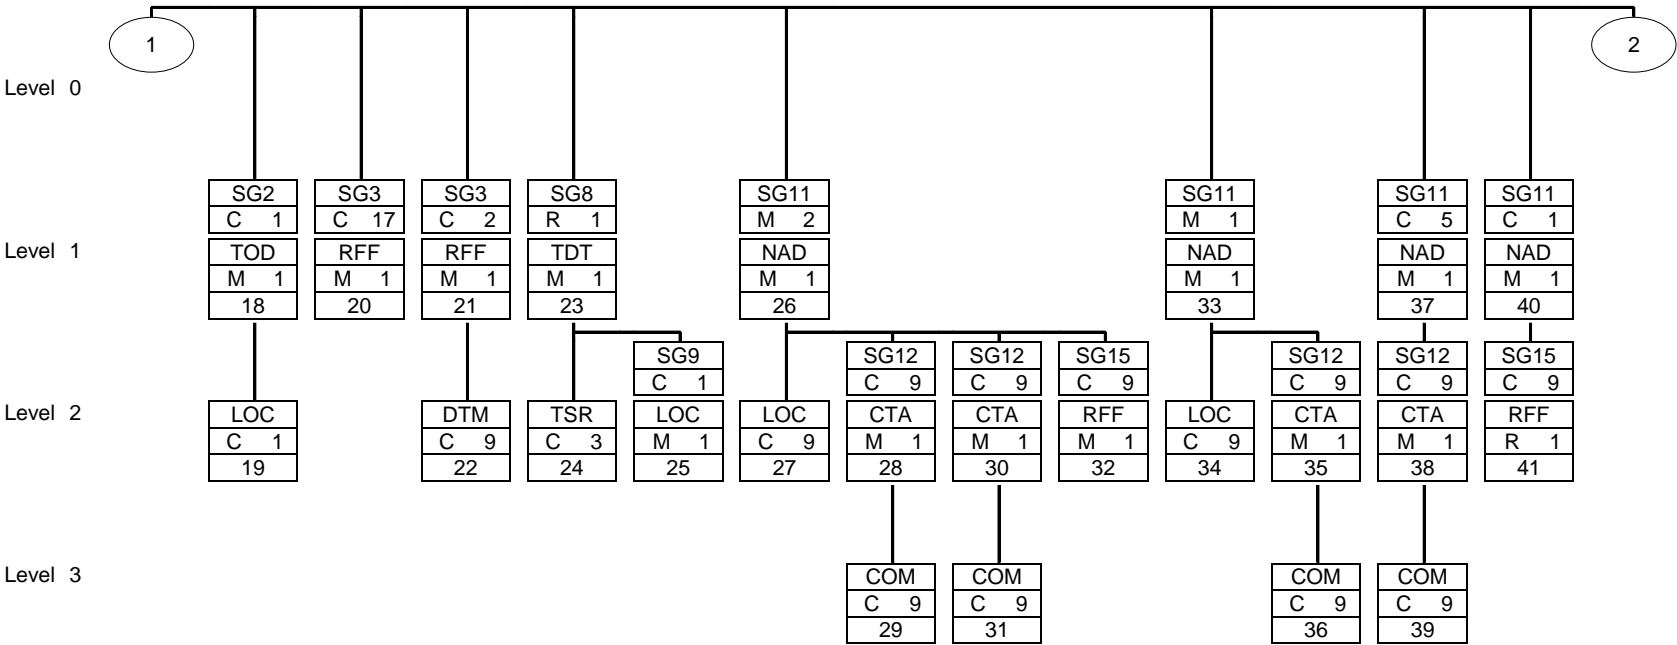 1
2
Level 0
SG2 SG3 SG3 SG8 SG11 SG11 SG11 SG11
C 1 C 17 C 2 R 1 M 2 M 1 C 5 C 1
Level 1
TOD RFF RFF TDT NAD NAD NAD NAD
M 1 M 1 M 1 M 1 M 1 M 1 M 1 M 1
18 20 21 23 26 33 37 40
SG9 SG12 SG12 SG15 SG12 SG12 SG15
C 1 C 9 C 9 C 9 C 9 C 9 C 9
Level 2
LOC DTM TSR LOC LOC CTA CTA RFF LOC CTA CTA RFF
C 1 C 9 C 3 M 1 C 9 M 1 M 1 M 1 C 9 M 1 M 1 R 1
19 22 24 25 27 28 30 32 34 35 38 41
Level 3
COM COM COM COM
C 9 C 9 C 9 C 9
29 31 36 39